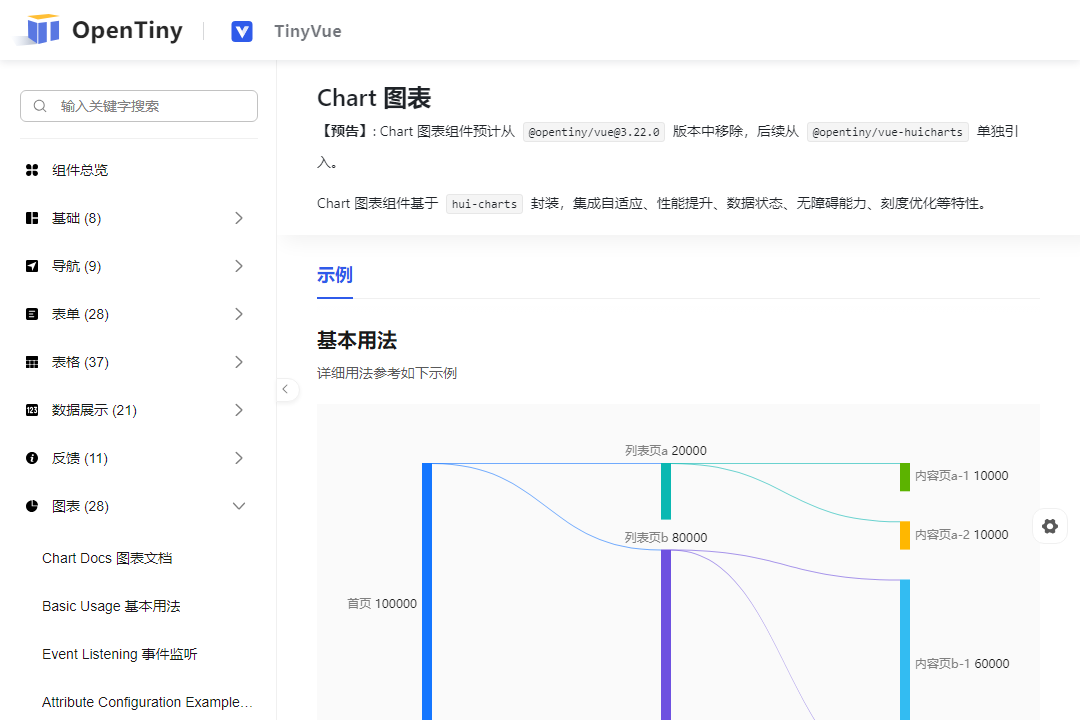 OpenTiny
TinyVue
输入关键字搜索
组件总览
基础 (8)
导航 (9)
表单 (28)
表格 (37)
数据展示 (21)
反馈 (11)
图表 (28)
Chart Docs 图表文档
Basic Usage 基本用法
Event Listening 事件监听
Attribute Configuration Example…
Chart 图表
【预告】: Chart 图表组件预计从 @opentiny/vue@3.22.0 版本中移除，后续从 @opentiny/vue-huicharts 单独引
入。
Chart 图表组件基于 hui-charts 封装，集成自适应、性能提升、数据状态、无障碍能力、刻度优化等特性。
示例
基本用法
详细用法参考如下示例
列表页a 20000
内容页a-1 10000
列表页b 80000
内容页a-2 10000
首页 100000
内容页b-1 60000